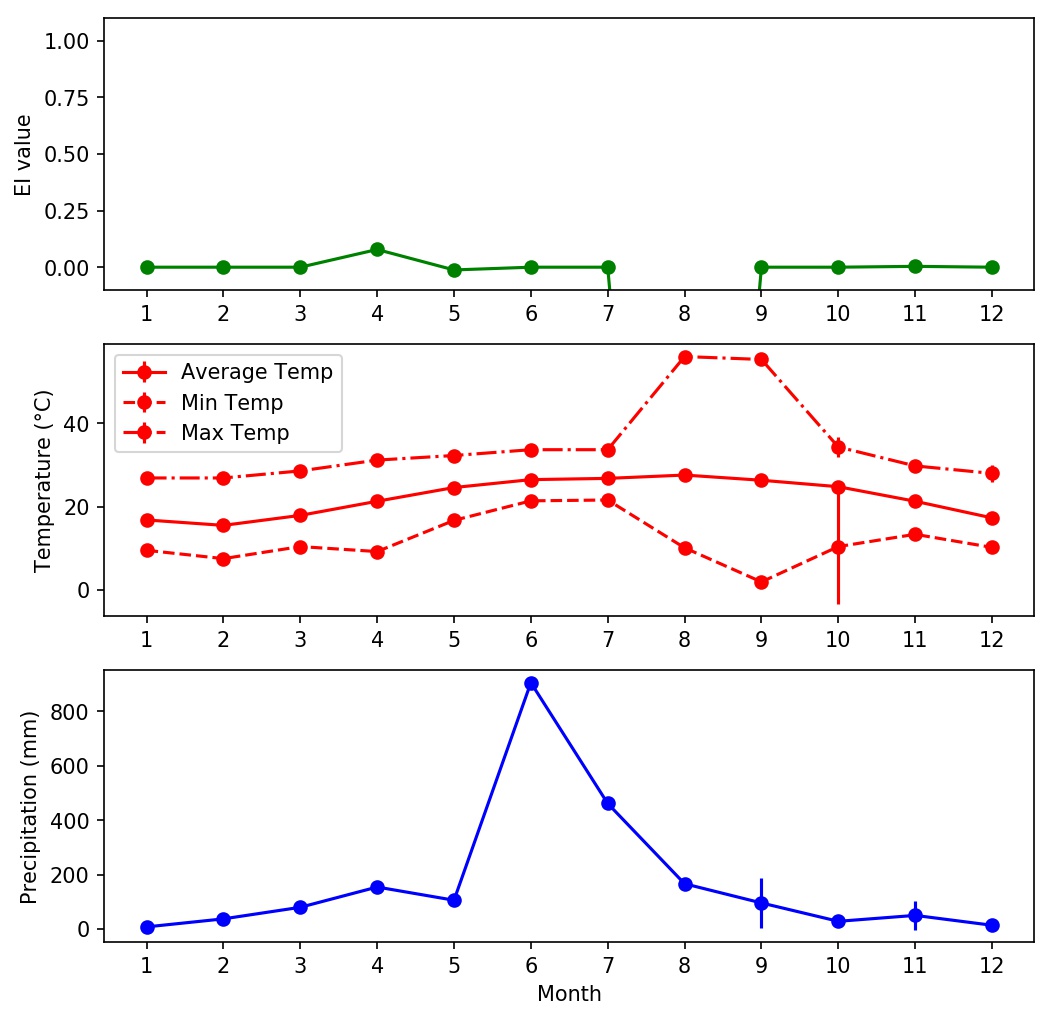 EI value
1.00
0.75
0.50
0.25
0.00
1 2 3 4 5 6 7 8 9 10 11 12
Temperature (°C)
Average Temp
Min Temp
Max Temp
40
20
0
1 2 3 4 5 6 7 8 9 10 11 12
Precipitation (mm)
800
600
400
200
0
1 2 3 4 5 6 7 8 9 10 11 12
Month